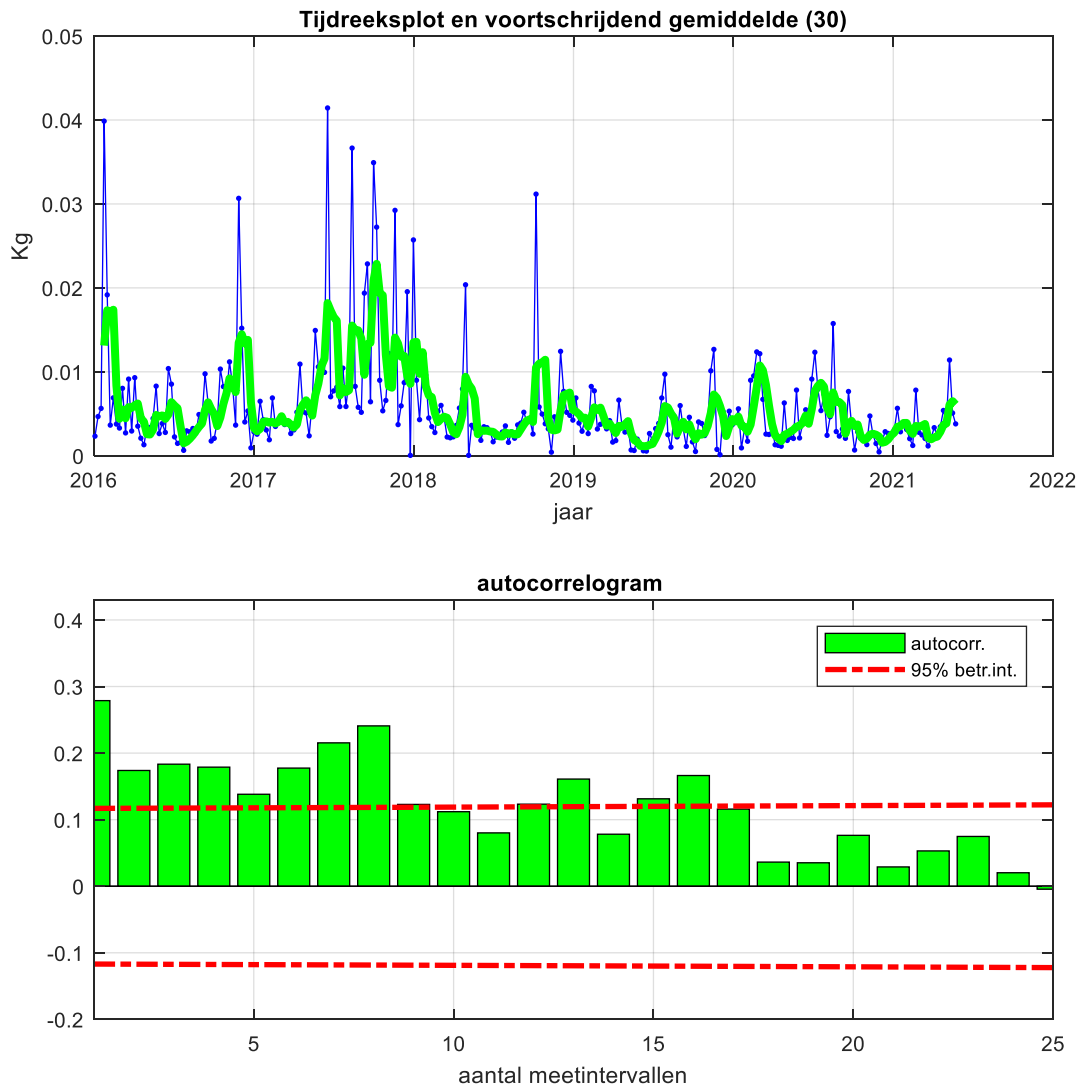 Tijdreeksplot en voortschrijdend gemiddelde (30)
0.05
0.04
0.03
0.02
0.01
0
Kg
2016 2017 2018 2019 2020 2021 2022
jaar
autocorrelogram
0.4
0.3
0.2
0.1
0
-0.1
-0.2
autocorr.
95% betr.int.
5 10 15 20 25
aantal meetintervallen